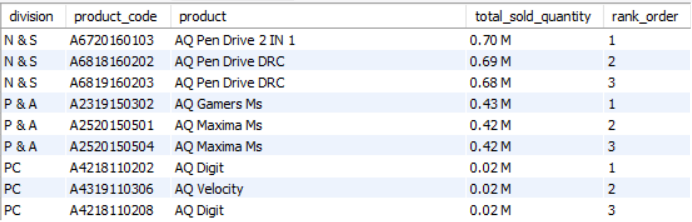 division product_code product total_sold_quantity rank_order
N & S A6720160103 AQ Pen Drive 2 IN 1 0.70 M 1
N & S A6818160202 AQ Pen Drive DRC 0.69 M 2
N & S A6819160203 AQ Pen Drive DRC 0.68 M 3
P & A A2319150302 AQ Gamers Ms 0.43 M 1
P & A A2520150501 AQ Maxima Ms 0.42 M 2
P & A A2520150504 AQ Maxima Ms 0.42 M 3
PC A4218110202 AQ Digit 0.02 M 1
PC A4319110306 AQ Velocity 0.02 M 2
PC A4218110208 AQ Digit 0.02 M 3